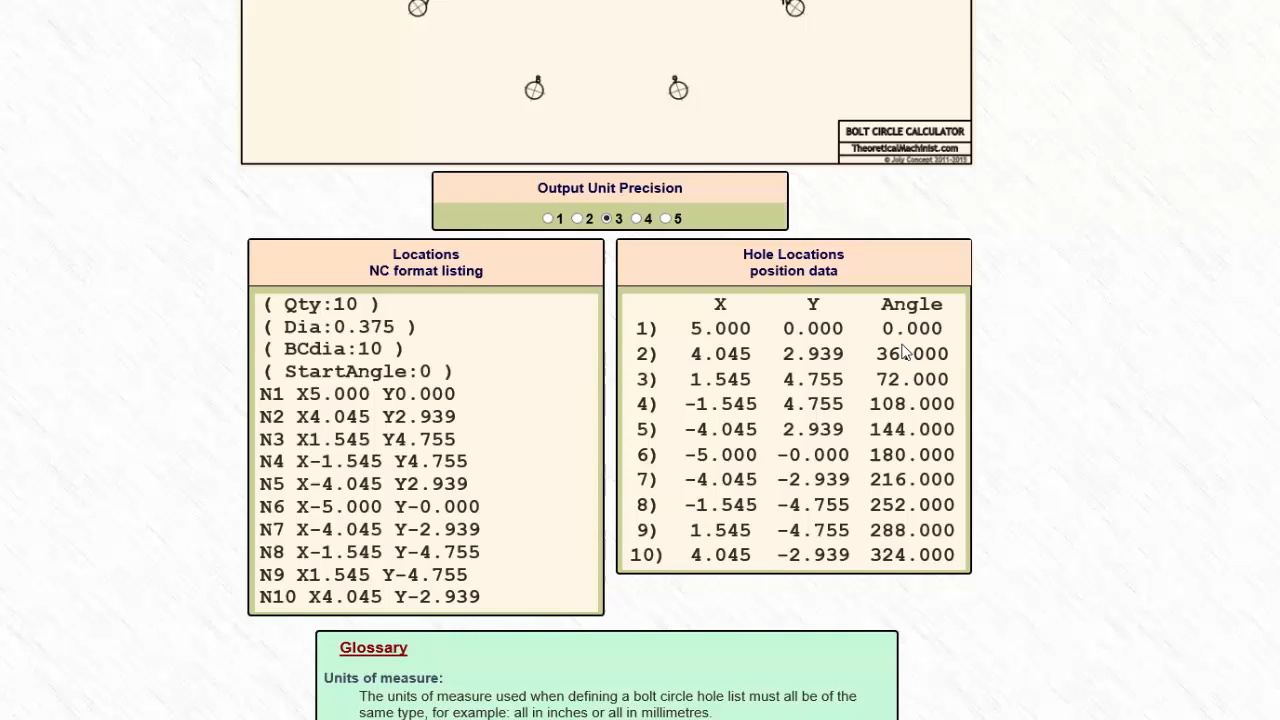 8 9
BOLT CIRCLE CALCULATOR
TheoreticalMachinist.com
© July Concept 2011-2015
Output Unit Precision
1 2 3 4 5
Locations
NC format listing
( Qty:10 )
( Dia:0.375 )
( BCdia:10 )
( StartAngle:0 )
N1 X5.000 Y0.000
N2 X4.045 Y2.939
N3 X1.545 Y4.755
N4 X-1.545 Y4.755
N5 X-4.045 Y2.939
N6 X-5.000 Y-0.000
N7 X-4.045 Y-2.939
N8 X-1.545 Y-4.755
N9 X1.545 Y-4.755
N10 X4.045 Y-2.939
Hole Locations
position data
X Y Angle
1) 5.000 0.000 0.000
2) 4.045 2.939 36.000
3) 1.545 4.755 72.000
4) -1.545 4.755 108.000
5) -4.045 2.939 144.000
6) -5.000 -0.000 180.000
7) -4.045 -2.939 216.000
8) -1.545 -4.755 252.000
9) 1.545 -4.755 288.000
10) 4.045 -2.939 324.000
Glossary
Units of measure:
The units of measure used when defining a bolt circle hole list must all be of the
same type, for example: all in inches or all in millimetres.